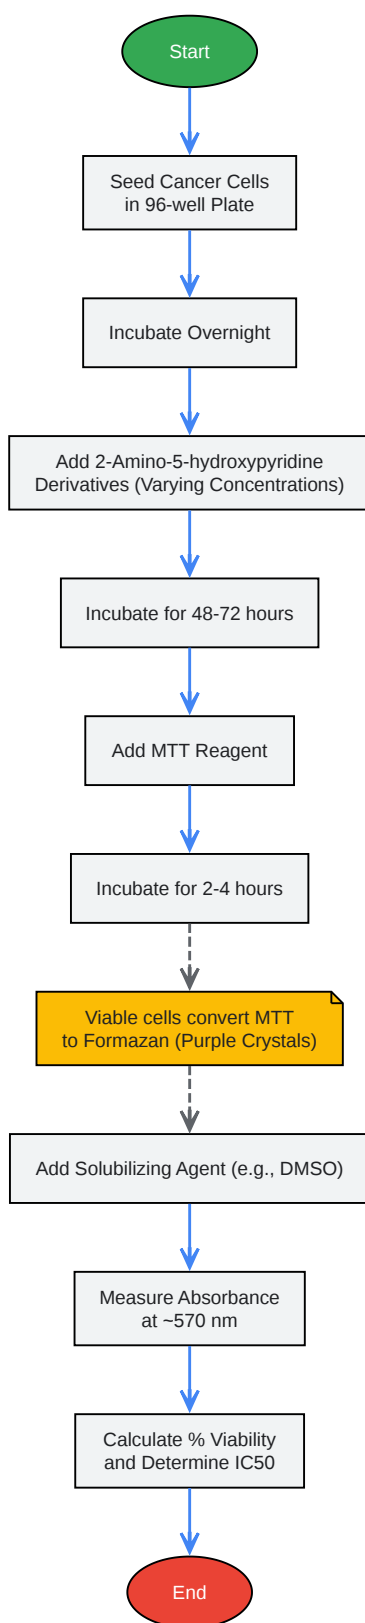 Start
Seed Cancer Cells
in 96-well Plate
Incubate Overnight
Add 2-Amino-5-hydroxypyridine
Derivatives (Varying Concentrations)
Incubate for 48-72 hours
Add MTT Reagent
Incubate for 2-4 hours
Viable cells convert MTT
to Formazan (Purple Crystals)
Add Solubilizing Agent (e.g., DMSO)
Measure Absorbance
at ~570 nm
Calculate % Viability
and Determine IC50
End